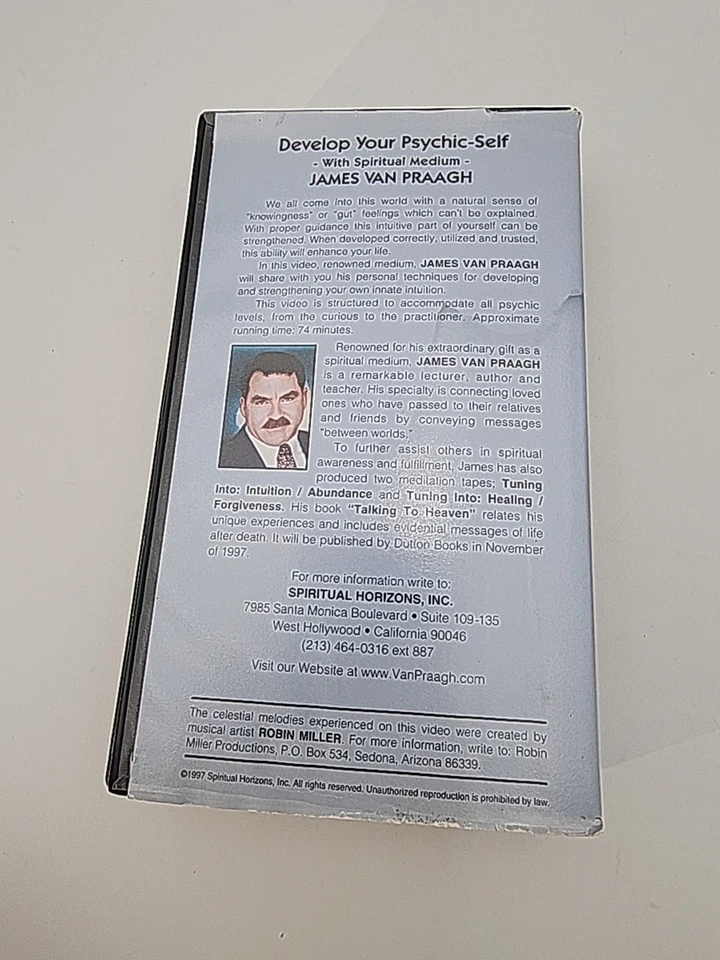 Develop Your Psychic-Self
- With Spiritual Medium -
JAMES VAN PRAAGH
We all come into this world with a natural sense of
"knowingness" or "gut" feelings which can't be explained.
With proper guidance this intuitive part of yourself can be
strengthened. When developed correctly, utilized and trusted,
this ability will enhance your life.
In this video, renowned medium, JAMES VAN PRAAGH
will share with you his personal techniques for developing
and strengthening your own innate intuition.
This video is structured to accommodate all psychic
levels, from the curious to the practitioner. Approximate
running time: 74 minutes.
Renowned for his extraordinary gift as a
spiritual medium, JAMES VAN PRAAGH
is a remarkable lecturer, author and
teacher. His specialty is connecting loved
ones who have passed to their relatives
and friends by conveying messages
"between worlds."
To further assist others in spiritual
awareness and fulfillment, James has also
produced two meditation tapes; Tuning
Into: Intuition / Abundance and Tuning Into: Healing /
Forgiveness. His book "Talking To Heaven" relates his
unique experiences and includes evidential messages of life
after death. It will be published by Dutton Books in November
of 1997.
For more information write to:
SPIRITUAL HORIZONS, INC.
7985 Santa Monica Boulevard • Suite 109-135
West Hollywood • California 90046
(213) 464-0316 ext 887
Visit our Website at www.VanPraagh.com
The celestial melodies experienced on this video were created by
musical artist ROBIN MILLER. For more information, write to: Robin
Miller Productions, P.O. Box 534, Sedona, Arizona 86339.
©1997 Spiritual Horizons, Inc. All rights reserved. Unauthorized reproduction is prohibited by law.